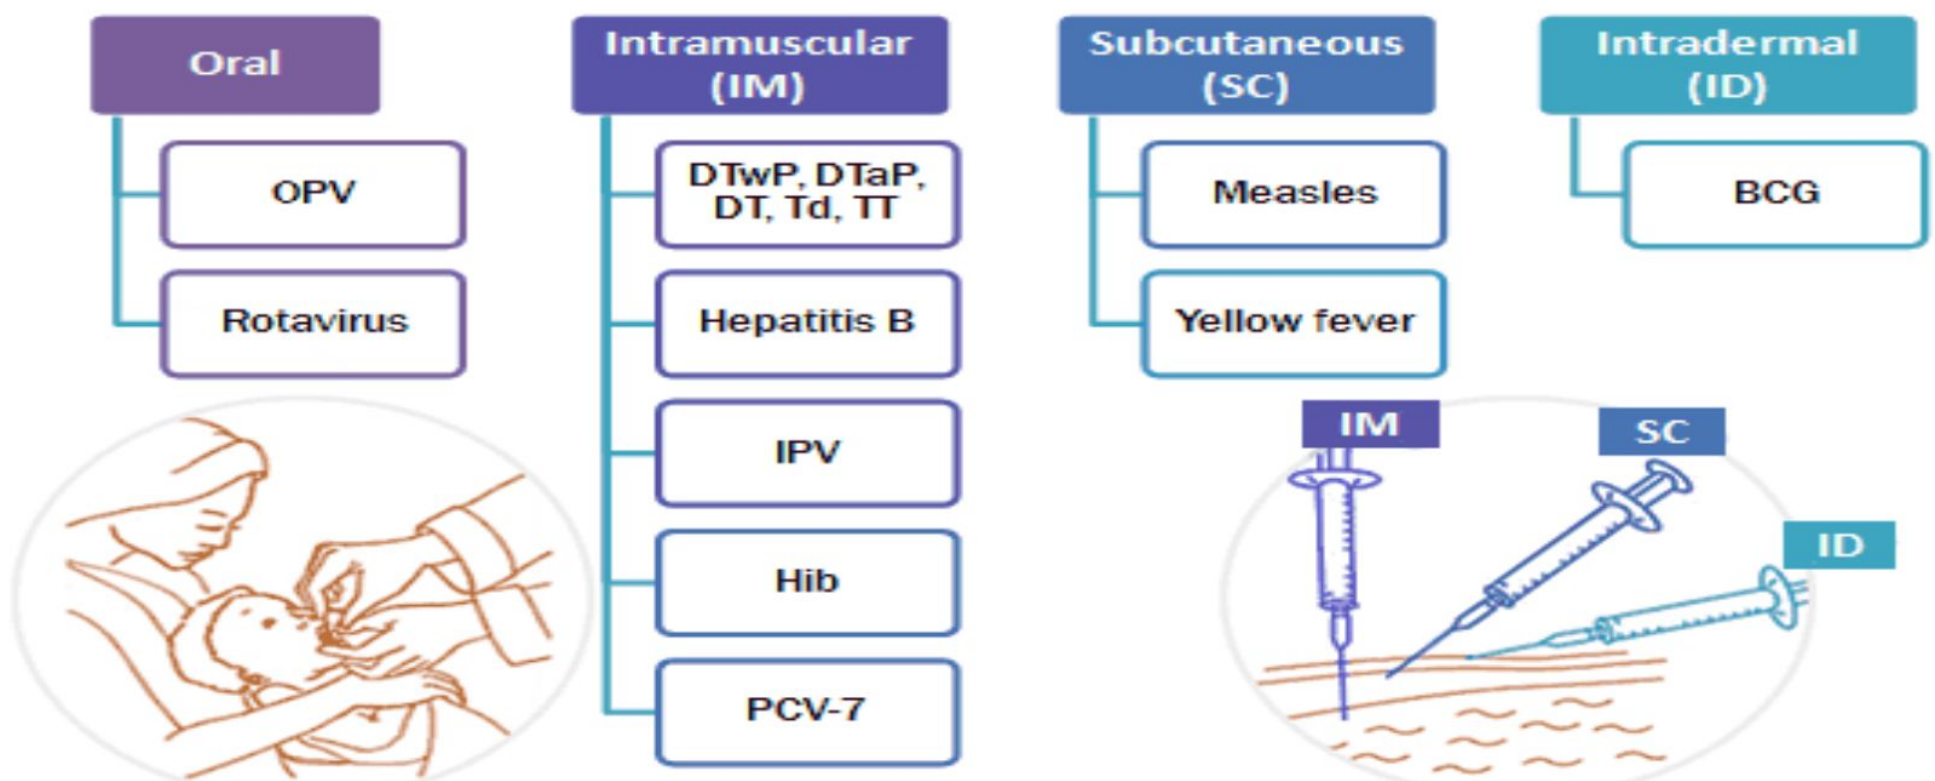 Oral
OPV
Rotavirus
Intramuscular
(IM)
DTwP, DTaP,
DT, Td, TT
Hepatitis B
IPV
Hib
PCV-7
Subcutaneous
(SC)
Measles
Yellow fever
Intradermal
(ID)
BCG
IM
SC
ID